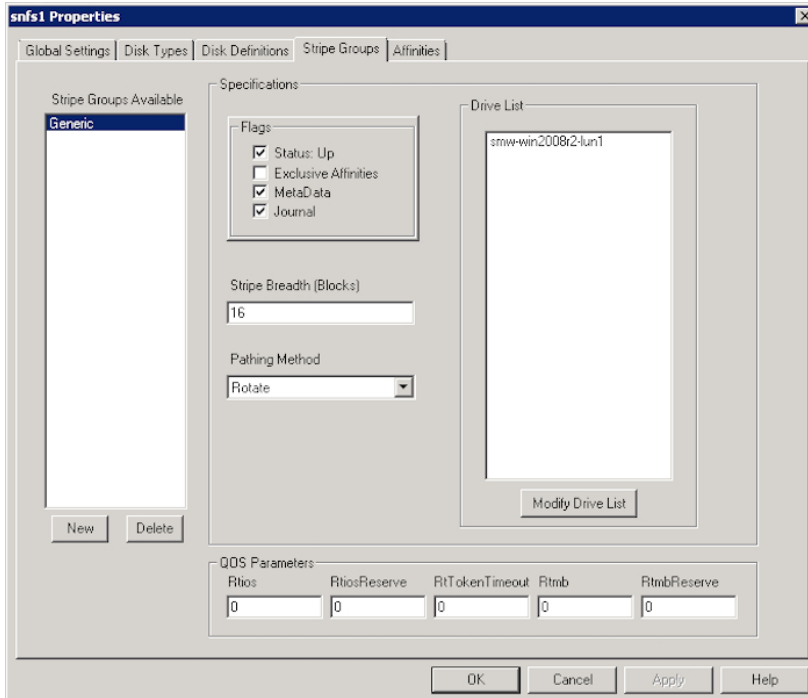 snfs1 Properties
Global Settings Disk Types Disk Definitions Stripe Groups Affinities
Stripe Groups Available
Generic
New Delete
Specifications
Flags
Status: Up
Exclusive Affinities
MetaData
Journal
Stripe Breadth (Blocks)
16
Pathing Method
Rotate
Drive List
smw-win2008r2-lun1
Modify Drive List
QOS Parameters
Rtios RtiosReserve RtTokenTimeout Rtmb RtmbReserve
0 0 0 0 0
OK Cancel Apply Help